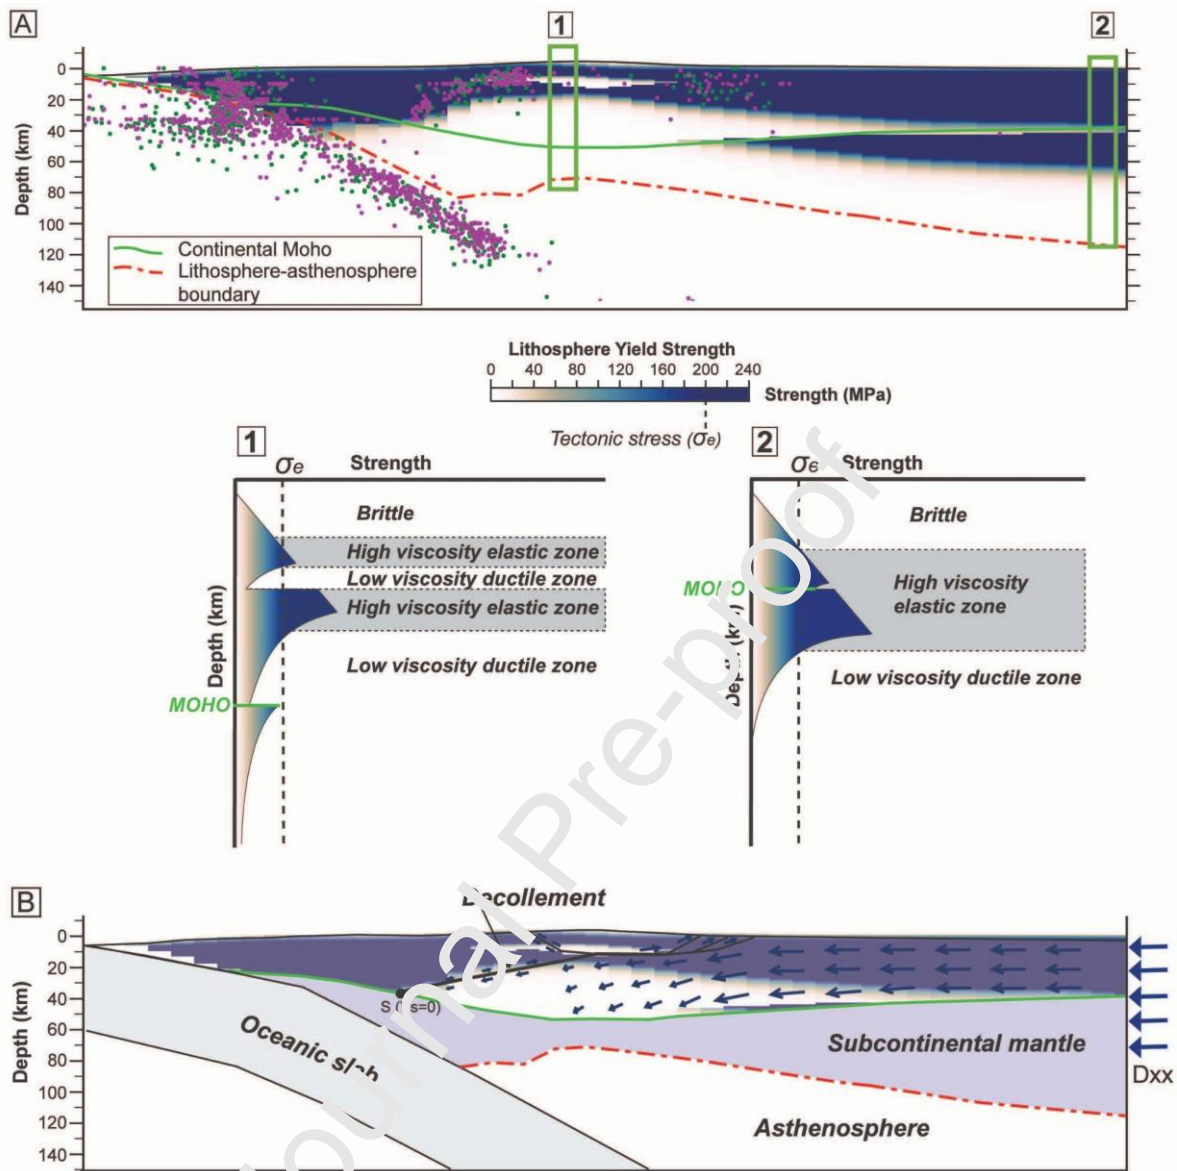 A
1
2
0
20
40
60
80
100
120
140
Depth (km)
Continental Moho
Lithosphere-asthenosphere
boundary
Lithosphere Yield Strength
0 40 80 120 160 200 240
Strength (MPa)
Tectonic stress (σe)
1
σe Strength
Brittle
High viscosity elastic zone
Low viscosity ductile zone
High viscosity elastic zone
Low viscosity ductile zone
MOHO
Depth (km)
2
Strength
Brittle
MOHO
High viscosity
elastic zone
Low viscosity ductile zone
Journal Pre-proof
B
0
20
40
60
80
100
120
140
Depth (km)
Oceanic
Subcontinental mantle
Asthenosphere
Dxx